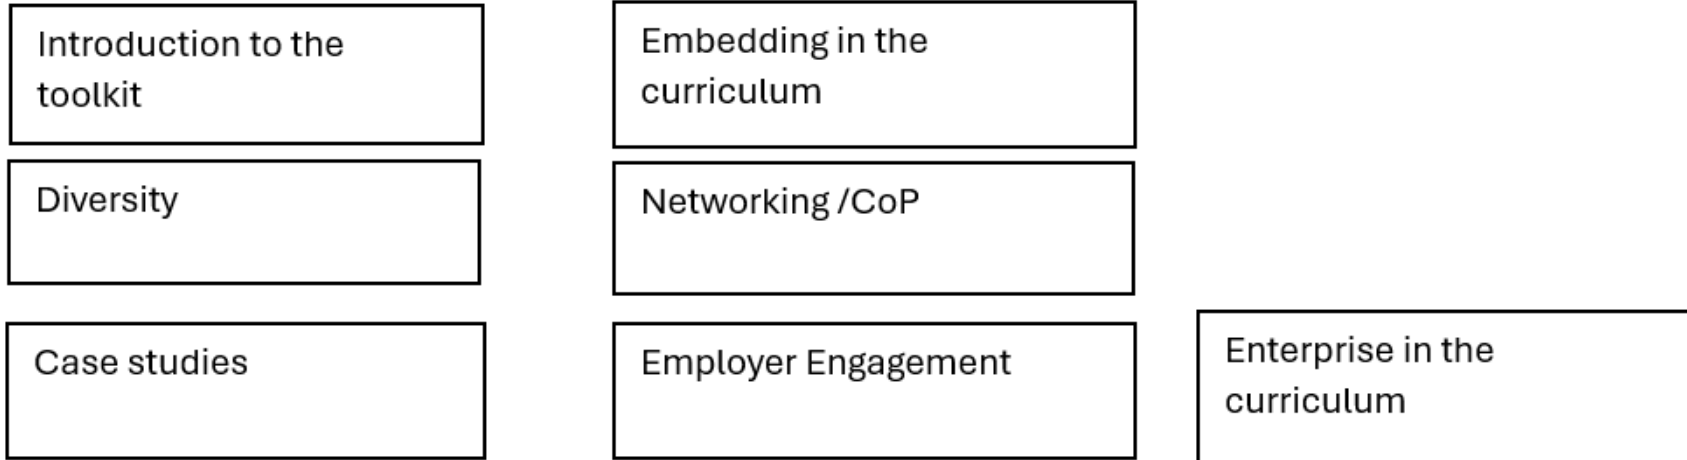 Introduction to the
toolkit
Embedding in the
curriculum
Diversity
Networking /CoP
Case studies
Employer Engagement
Enterprise in the
curriculum